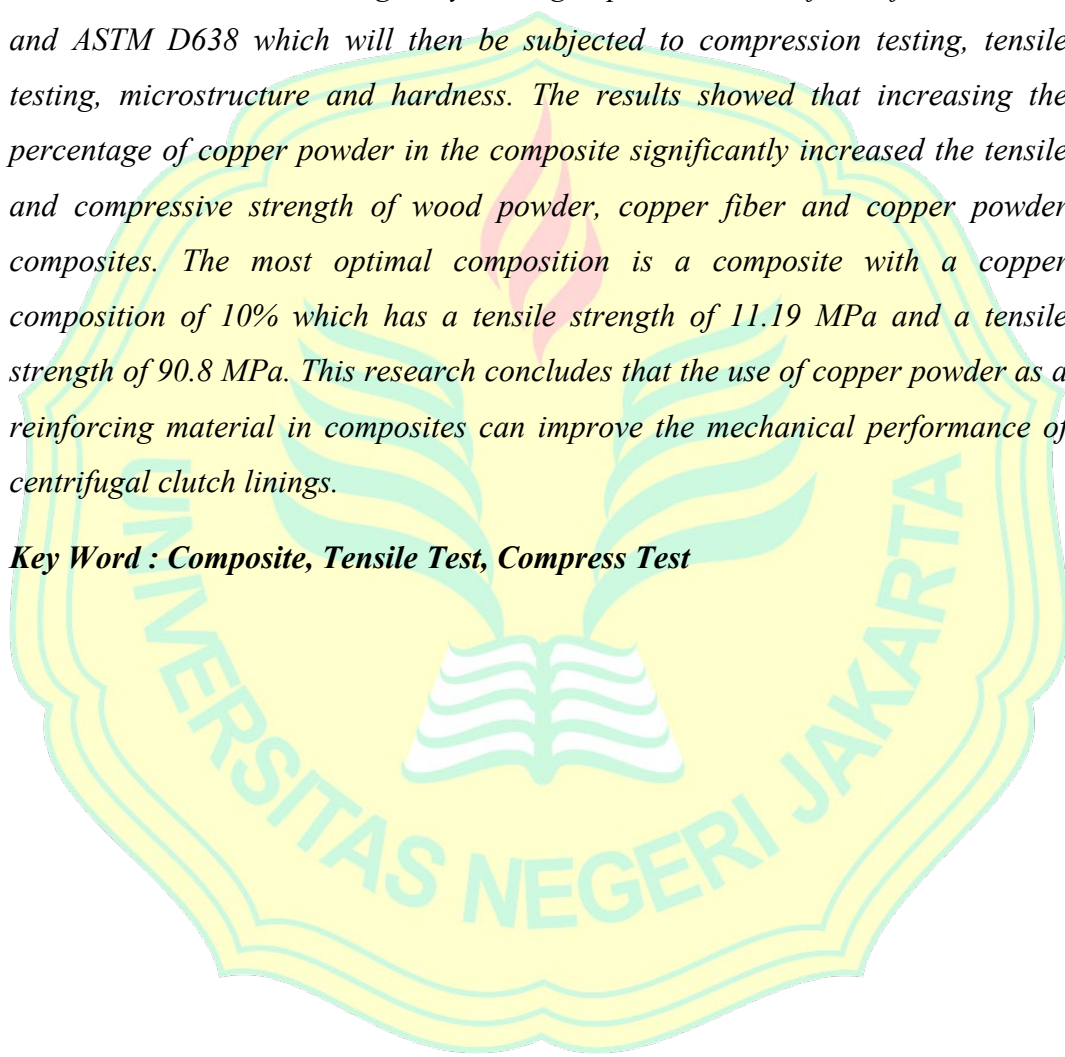 and ASTM D638 which will then be subjected to compression testing, tensile
testing, microstructure and hardness. The results showed that increasing the
percentage of copper powder in the composite significantly increased the tensile
and compressive strength of wood powder, copper fiber and copper powder
composites. The most optimal composition is a composite with a copper
composition of 10% which has a tensile strength of 11.19 MPa and a tensile
strength of 90.8 MPa. This research concludes that the use of copper powder as a
reinforcing material in composites can improve the mechanical performance of
centrifugal clutch linings.
Key Word : Composite, Tensile Test, Compress Test
UNIVERSITAS NEGERI JAKARTA